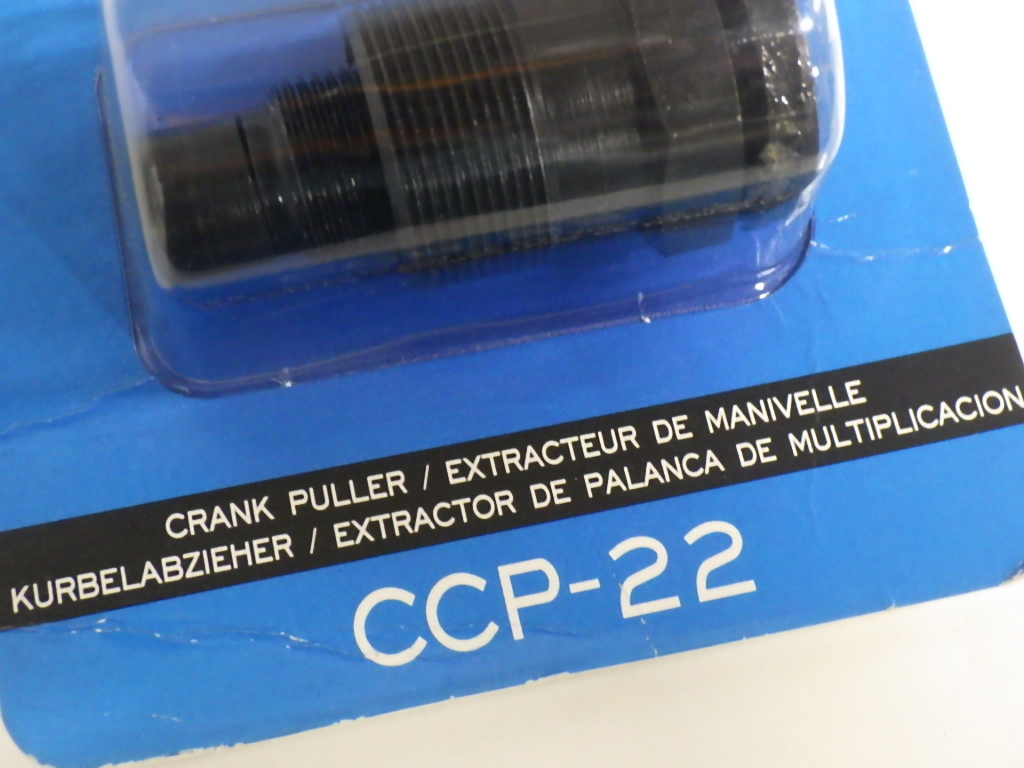 CRANK PULLER / EXTRACTEUR DE MANIVELLE
KURBELABZIEHER / EXTRACTOR DE PALANCA DE MULTIPLICACION
CCP-22